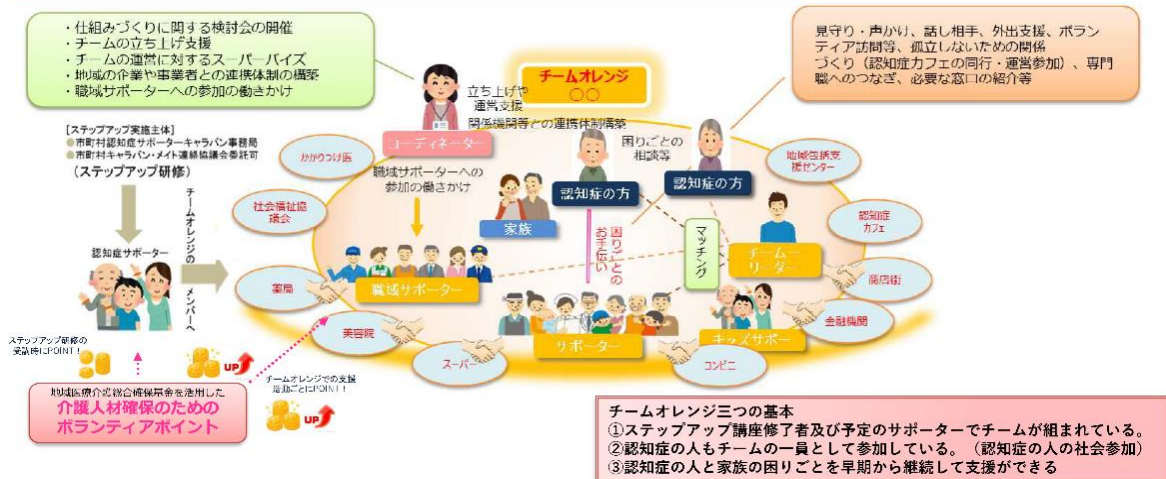 ・仕組みづくりに関する検討会の開催
・チームの立ち上げ支援
・チームの運営に対するスーパーバイズ
・地域の企業や事業者との連携体制の構築
・職域サポーターへの参加の働きかけ
チームオレンジ
〇〇
見守り・声かけ、話し相手、外出支援、ボラン
ティア訪問等、孤立しないための関係
づくり（認知症カフェの同行・運営参加）、専門
職へのつなぎ、必要な窓口の紹介等
立ち上げや
運営支援
関係機関等との連携体制構築
コーディネーター
[ステップアップ実施主体]
●市町村認知症サポーターキャラバン事務局
●市町村キャラバン・メイト連絡協議会委託可
（ステップアップ研修）
かかりつけ医
困りごとの
相談等
地域包括支
援センター
職域サポーターへの
参加の働きかけ
認知症の方
認知症の方
社会福祉協
議会
家族
認知症
カフェ
チームオレンジの
メンバーへ
認知症サポーター
困りごとの
お手伝い
マッチング
チーム
リーダー
薬局
職域サポーター
商店街
美容院
金融機関
スーパー
サポーター
キッズサポー
コンビニ
ステップアップ研修の
受講時にPOINT！
UP
チームオレンジでの支援
活動ごとにPOINT！
UP
地域医療介護総合確保基金を活用した
介護人材確保のための
ボランティアポイント
チームオレンジ三つの基本
①ステップアップ講座修了者及び予定のサポーターでチームが組まれている。
②認知症の人もチームの一員として参加している。（認知症の人の社会参加）
③認知症の人と家族の困りごとを早期から継続して支援ができる